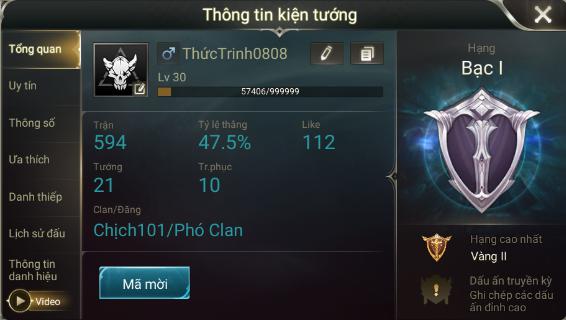 Thông tin kiện tướng
Tổng quan
Uy tín
Thông số
Ưa thích
Danh thiếp
Lịch sử đấu
Thông tin
danh hiệu
Video
ThứcTrinh0808
Lv 30
57406/999999
Trận
Tỷ lệ thắng
Like
594
47.5%
112
Tướng
Tr.phục
21
10
Clan/Đảng
Chịch101/Phó Clan
Mã mời
Hạng
Bạc I
Hạng cao nhất
Vàng II
Dấu ấn truyền kỳ
Ghi chép các dấu
ấn đỉnh cao